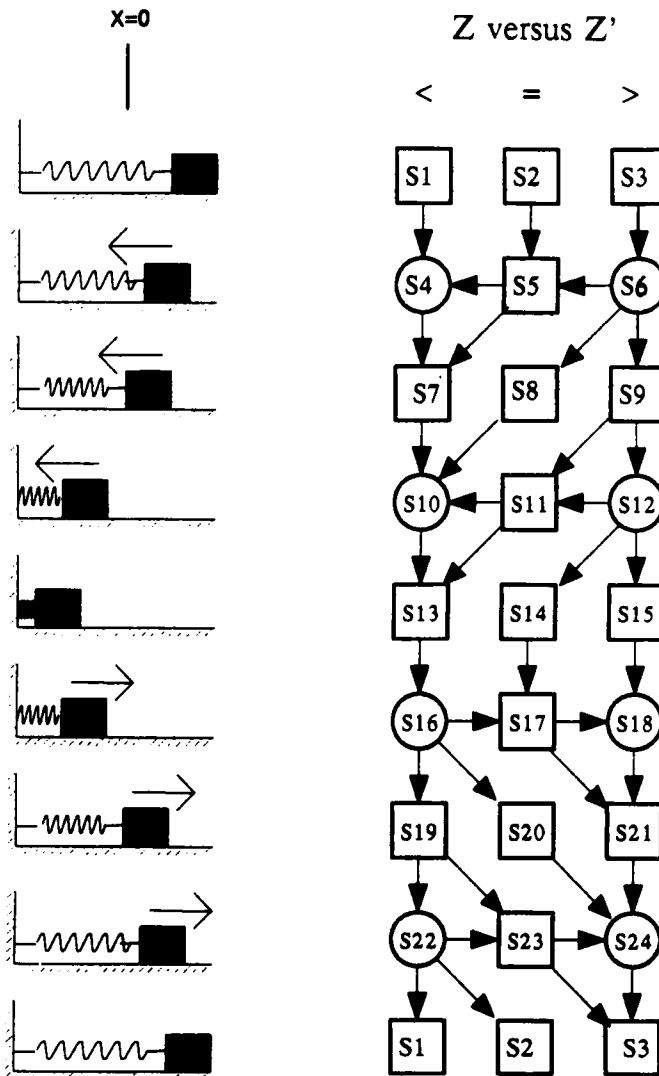 X=0
Z versus Z'
< = >
S1 S2 S3
S4 S5 S6
S7 S8 S9
S10 S11 S12
S13 S14 S15
S16 S17 S18
S19 S20 S21
S22 S23 S24
S1 S2 S3